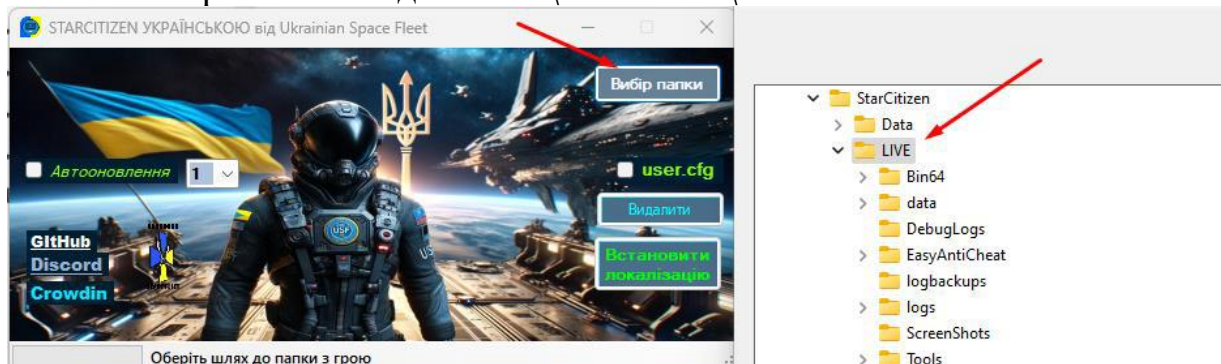 STARCITIZEN УКРАЇНСЬКОЮ від Ukrainian Space Fleet
Вибір папки
Автооновлення 1
user.cfg
Видалити
Встановити
локалізацію
GItHub
Discord
Crowdin
USF
Оберіть шлях до папки з грою
StarCitizen
Data
LIVE
Bin64
data
DebugLogs
EasyAntiCheat
logbackups
logs
ScreenShots
Tools